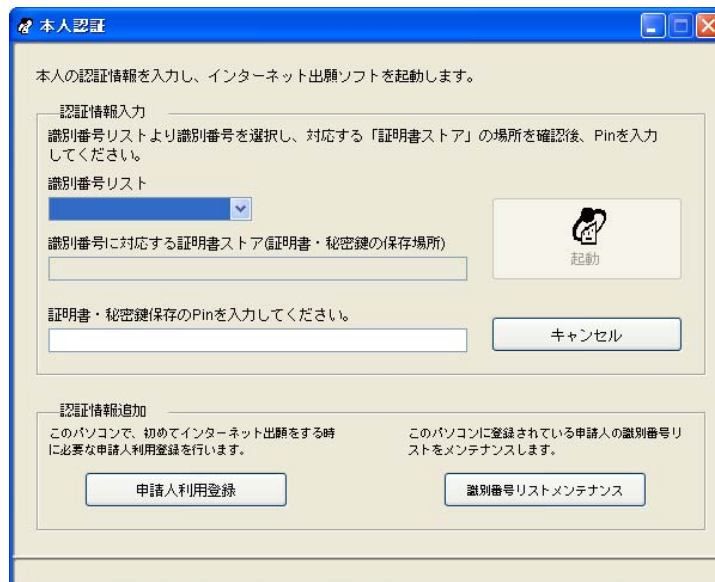 本人認証
本人の認証情報を入力し、インターネット出願ソフトを起動します。
認証情報入力
識別番号リストより識別番号を選択し、対応する「証明書ストア」の場所を確認後、Pinを入力
してください。
識別番号リスト
識別番号に対応する証明書ストア(証明書・秘密鍵の保存場所)
起動
証明書・秘密鍵保存のPinを入力してください。
キャンセル
認証情報追加
このパソコンで、初めてインターネット出願をする時
に必要な申請人利用登録を行います。
申請人利用登録
このパソコンに登録されている申請人の識別番号リ
ストをメンテナンスします。
識別番号リストメンテナンス